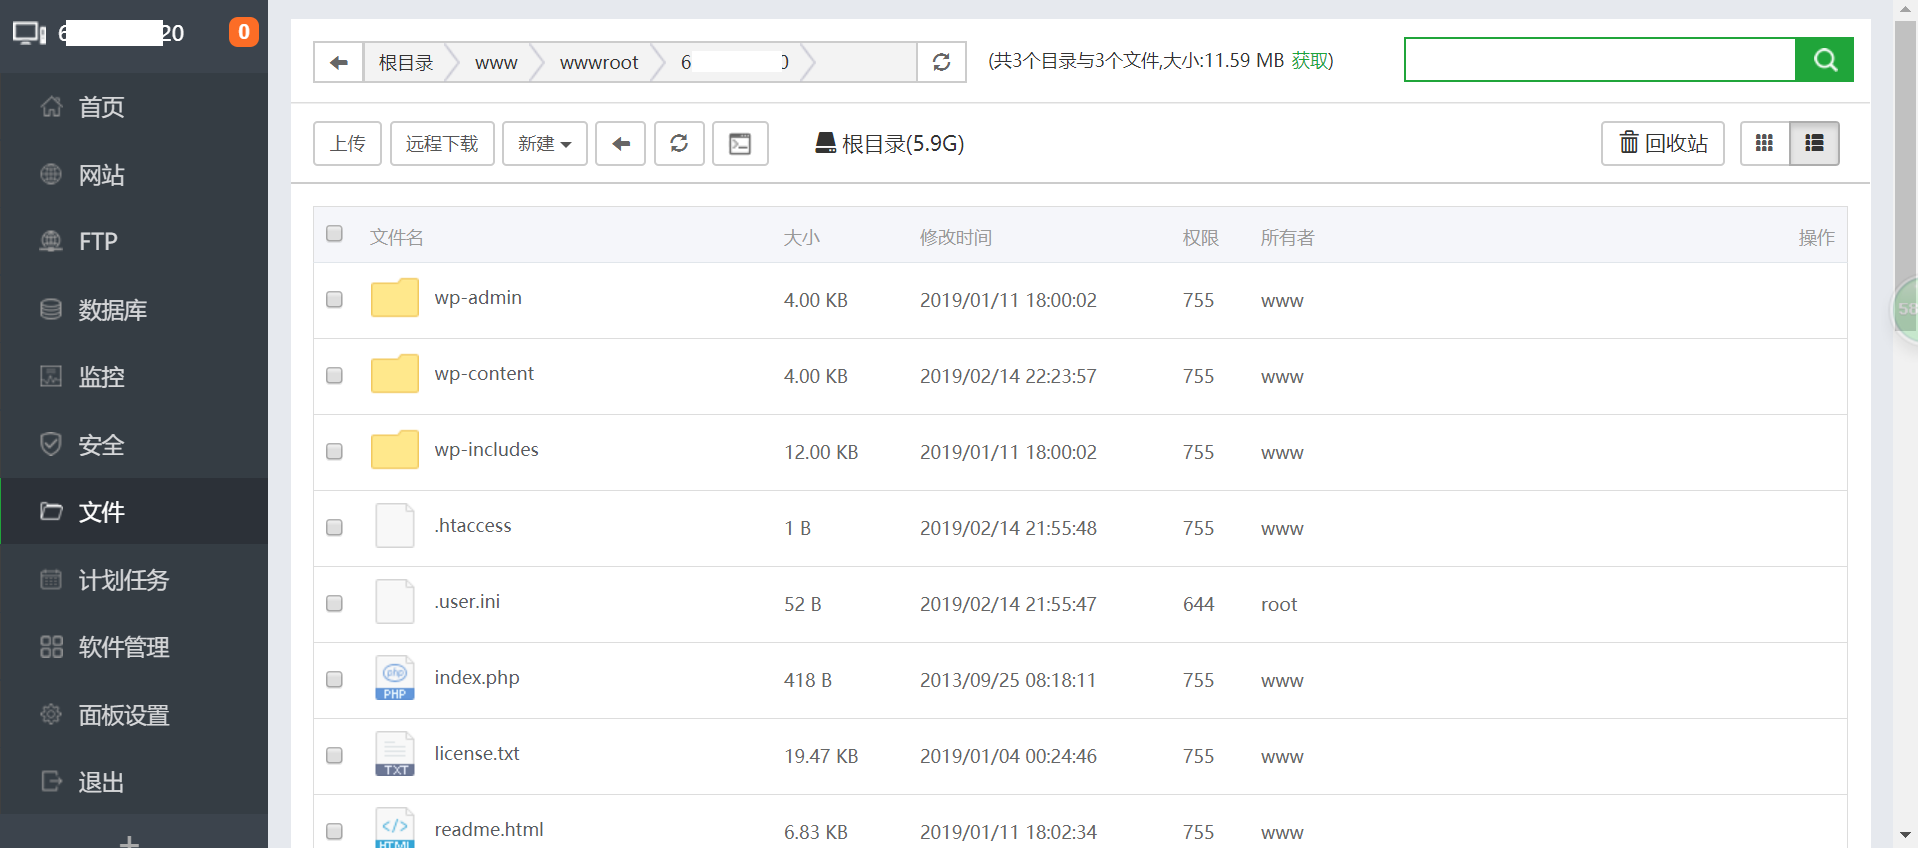 6 20 0
首页
网站
FTP
数据库
监控
安全
文件
计划任务
软件管理
面板设置
退出
根目录 www wwwroot 6 0 (共3个目录与3个文件,大小:11.59 MB 获取)
上传 远程下载 新建 根目录(5.9G) 回收站
文件名 大小 修改时间 权限 所有者 操作
wp-admin 4.00 KB 2019/01/11 18:00:02 755 www
wp-content 4.00 KB 2019/02/14 22:23:57 755 www
wp-includes 12.00 KB 2019/01/11 18:00:02 755 www
.htaccess 1 B 2019/02/14 21:55:48 755 www
.user.ini 52 B 2019/02/14 21:55:47 644 root
php PHP index.php 418 B 2013/09/25 08:18:11 755 www
TXT license.txt 19.47 KB 2019/01/04 00:24:46 755 www
HTML readme.html 6.83 KB 2019/01/11 18:02:34 755 www
58